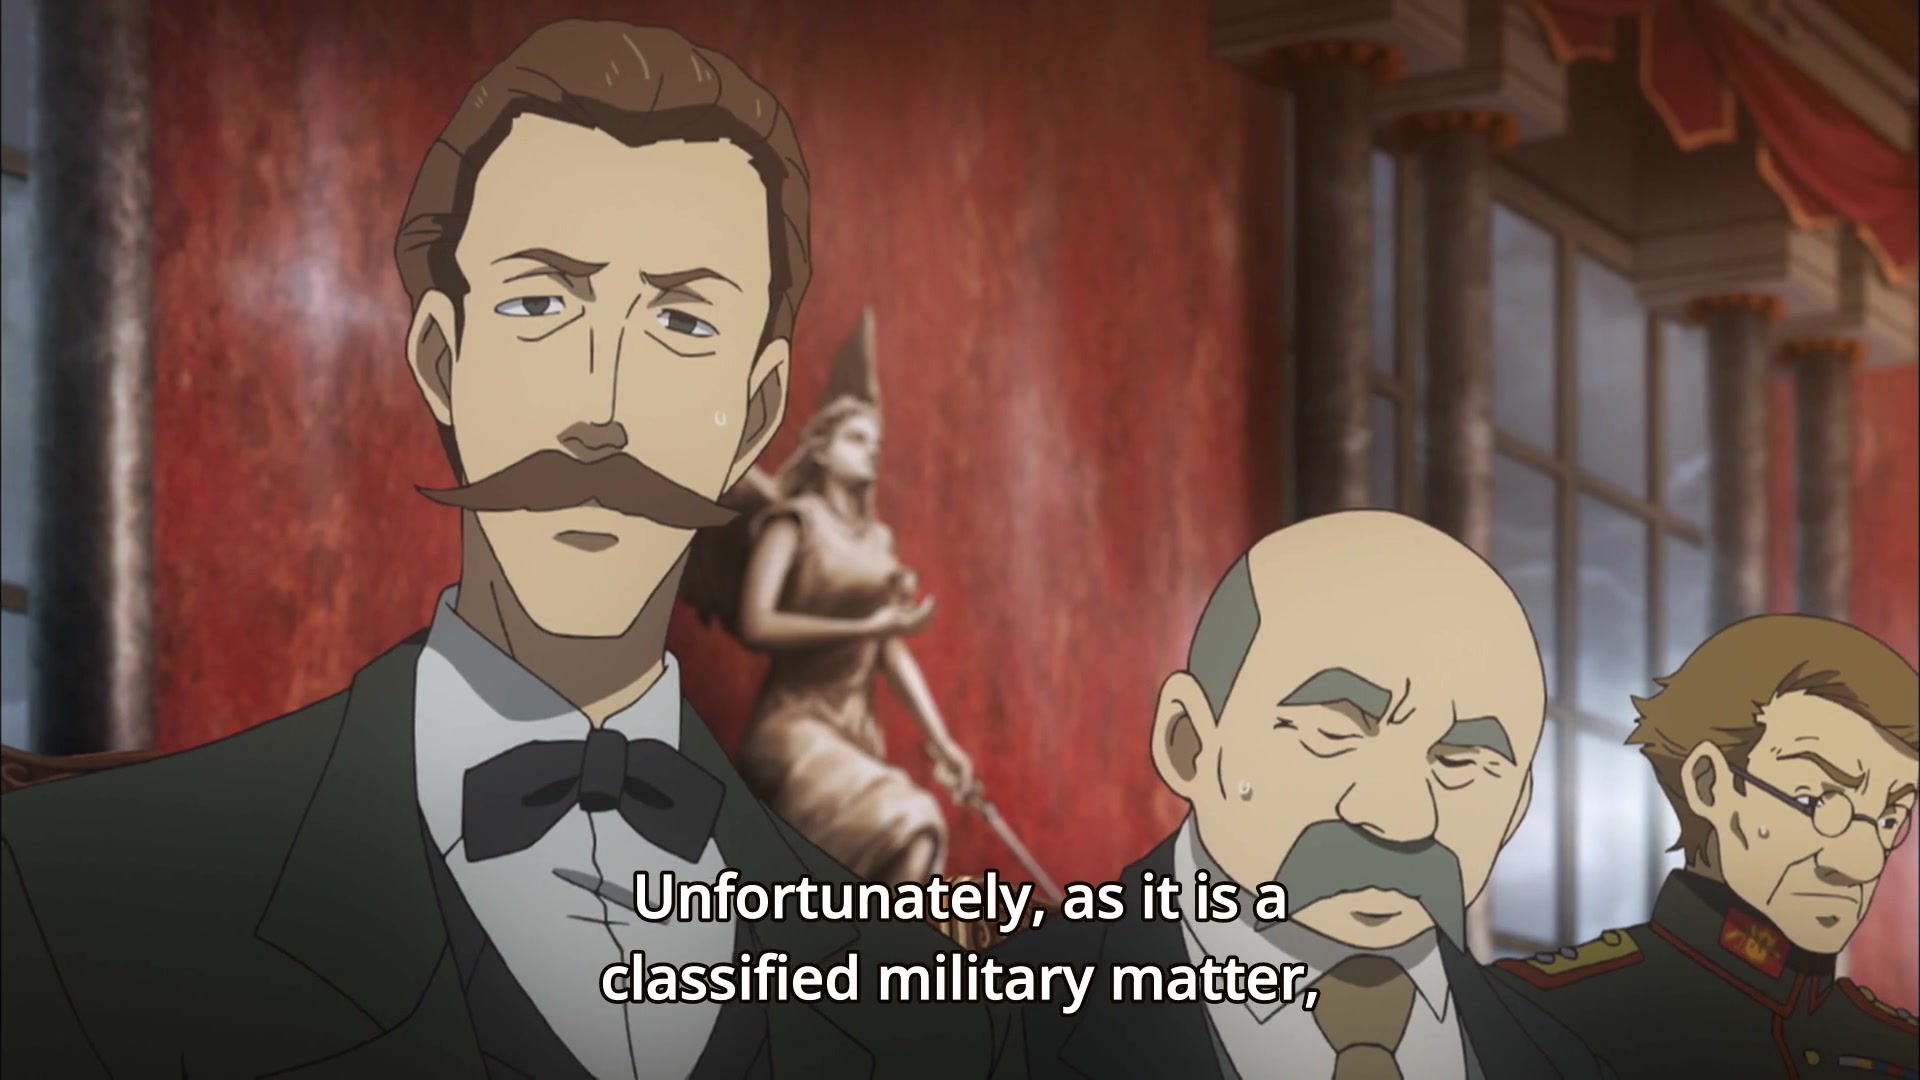 Unfortunately, as it is a
classified military matter,